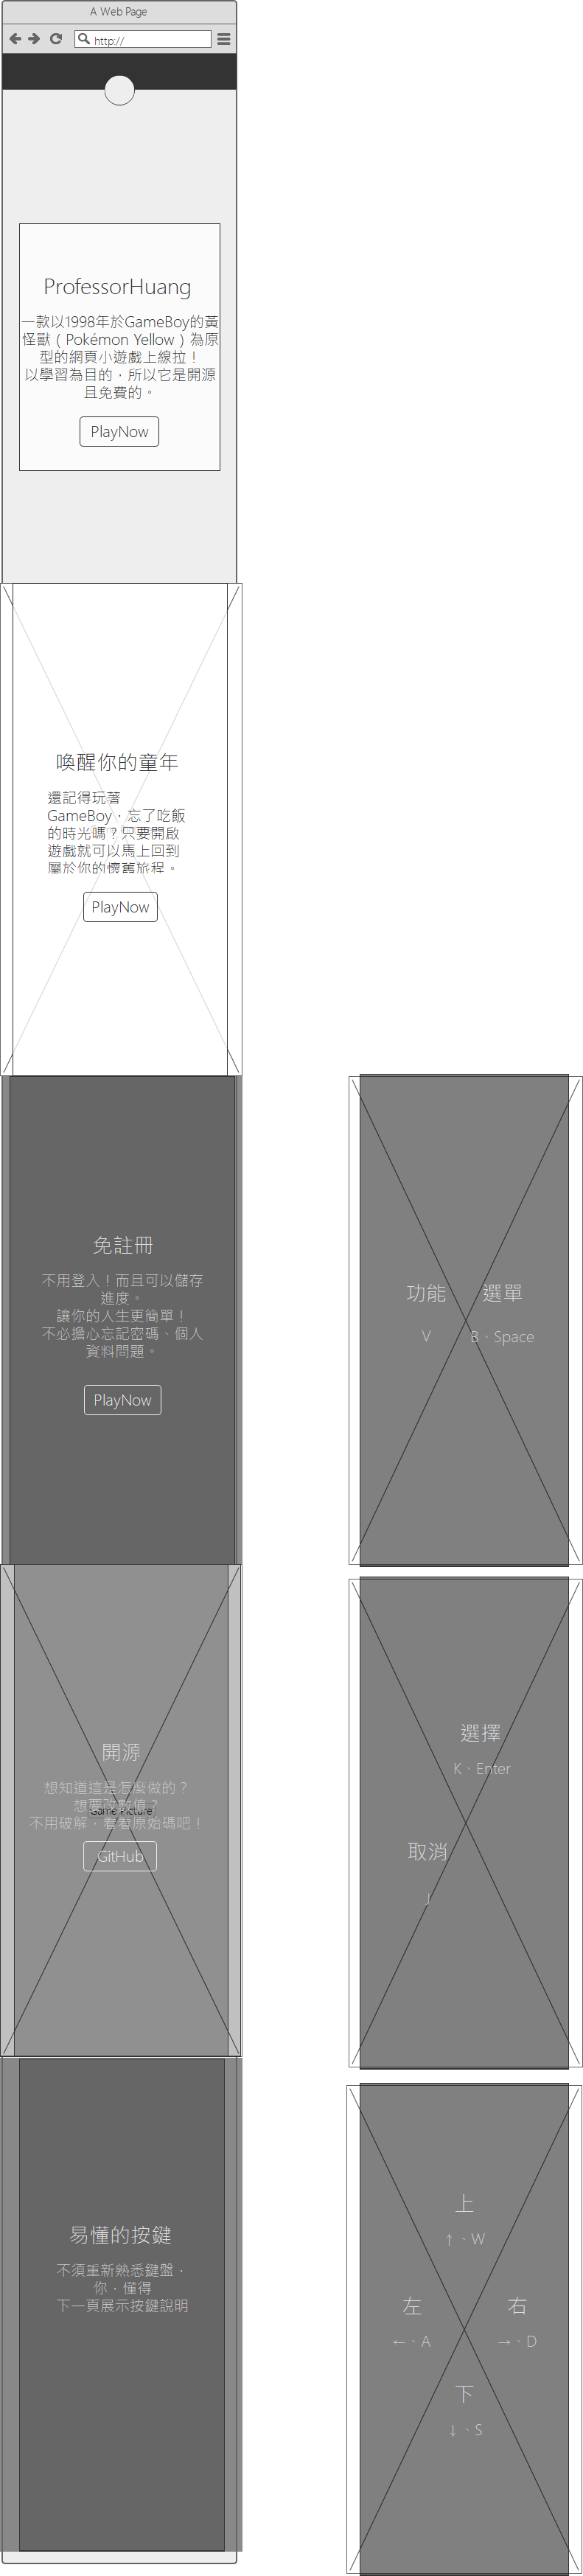 A Web Page
http://
ProfessorHuang
一款以1998年於GameBoy的黃
怪獸（Pokémon Yellow）為原
型的網頁小遊戲上線拉！
以學習為目的，所以它是開源
且免費的。
PlayNow
喚醒你的童年
還記得玩著
GameBoy，忘了吃飯
的時光嗎？只要開啟
遊戲就可以馬上回到
屬於你的懷舊旅程。
PlayNow
免註冊
不用登入！而且可以儲存
進度。
讓你的人生更簡單！
不必擔心忘記密碼、個人
資料問題。
PlayNow
功能
選單
V
B、Space
開源
想知道這是怎麼做的？
想要改數值？
Game Picture
不用破解，看看原始碼吧！
GitHub
選擇
K、Enter
取消
J
易懂的按鍵
不須重新熟悉鍵盤，
你，懂得
下一頁展示按鍵說明
上
↑、W
左
右
←、A
→、D
下
↓、S